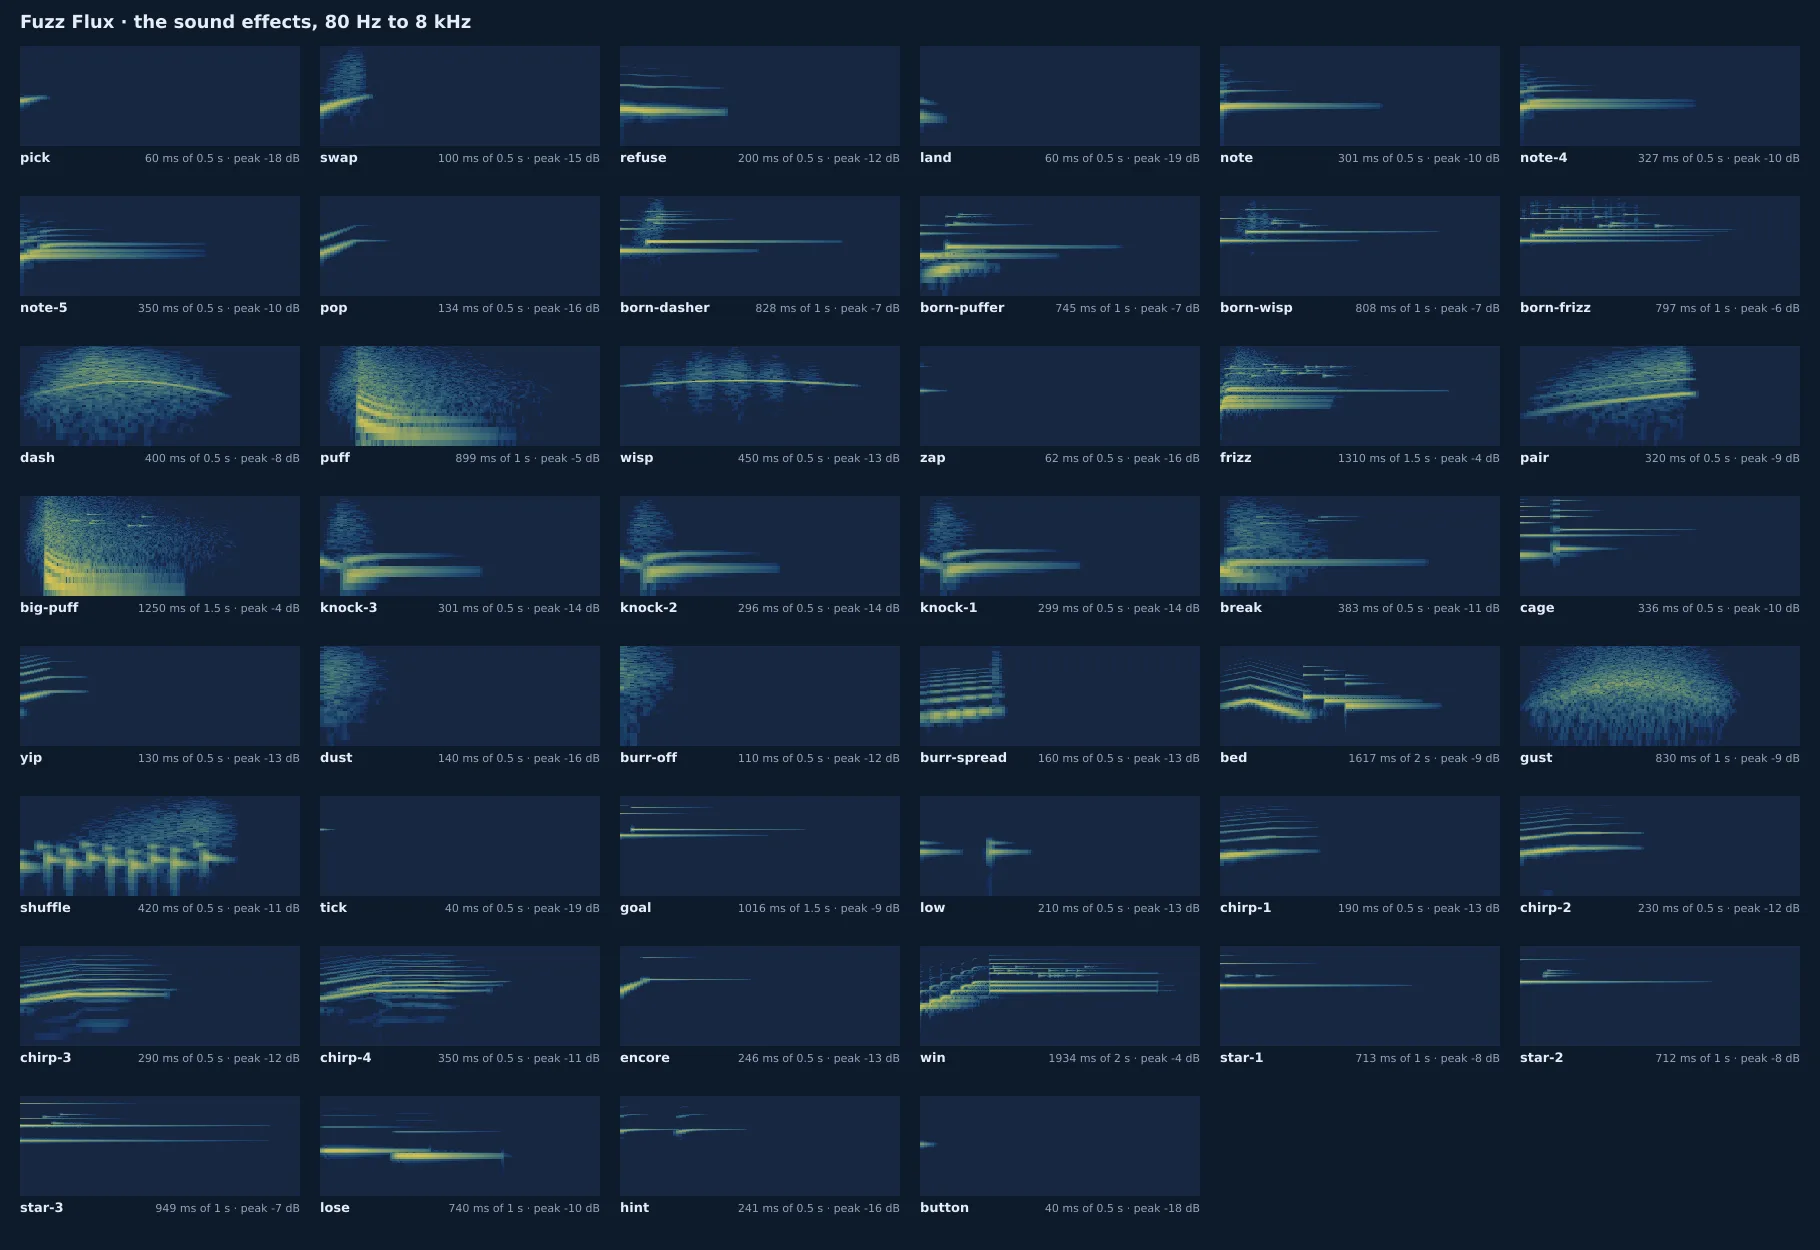 Fuzz Flux · the sound effects, 80 Hz to 8 kHz
pick 60 ms of 0.5 s · peak -18 dB
swap 100 ms of 0.5 s · peak -15 dB
refuse 200 ms of 0.5 s · peak -12 dB
land 60 ms of 0.5 s · peak -19 dB
note 301 ms of 0.5 s · peak -10 dB
note-4 327 ms of 0.5 s · peak -10 dB
note-5 350 ms of 0.5 s · peak -10 dB
pop 134 ms of 0.5 s · peak -16 dB
born-dasher 828 ms of 1 s · peak -7 dB
born-puffer 745 ms of 1 s · peak -7 dB
born-wisp 808 ms of 1 s · peak -7 dB
born-frizz 797 ms of 1 s · peak -6 dB
dash 400 ms of 0.5 s · peak -8 dB
puff 899 ms of 1 s · peak -5 dB
wisp 450 ms of 0.5 s · peak -13 dB
zap 62 ms of 0.5 s · peak -16 dB
frizz 1310 ms of 1.5 s · peak -4 dB
pair 320 ms of 0.5 s · peak -9 dB
big-puff 1250 ms of 1.5 s · peak -4 dB
knock-3 301 ms of 0.5 s · peak -14 dB
knock-2 296 ms of 0.5 s · peak -14 dB
knock-1 299 ms of 0.5 s · peak -14 dB
break 383 ms of 0.5 s · peak -11 dB
cage 336 ms of 0.5 s · peak -10 dB
yip 130 ms of 0.5 s · peak -13 dB
dust 140 ms of 0.5 s · peak -16 dB
burr-off 110 ms of 0.5 s · peak -12 dB
burr-spread 160 ms of 0.5 s · peak -13 dB
bed 1617 ms of 2 s · peak -9 dB
gust 830 ms of 1 s · peak -9 dB
shuffle 420 ms of 0.5 s · peak -11 dB
tick 40 ms of 0.5 s · peak -19 dB
goal 1016 ms of 1.5 s · peak -9 dB
low 210 ms of 0.5 s · peak -13 dB
chirp-1 190 ms of 0.5 s · peak -13 dB
chirp-2 230 ms of 0.5 s · peak -12 dB
chirp-3 290 ms of 0.5 s · peak -12 dB
chirp-4 350 ms of 0.5 s · peak -11 dB
encore 246 ms of 0.5 s · peak -13 dB
win 1934 ms of 2 s · peak -4 dB
star-1 713 ms of 1 s · peak -8 dB
star-2 712 ms of 1 s · peak -8 dB
star-3 949 ms of 1 s · peak -7 dB
lose 740 ms of 1 s · peak -10 dB
hint 241 ms of 0.5 s · peak -16 dB
button 40 ms of 0.5 s · peak -18 dB